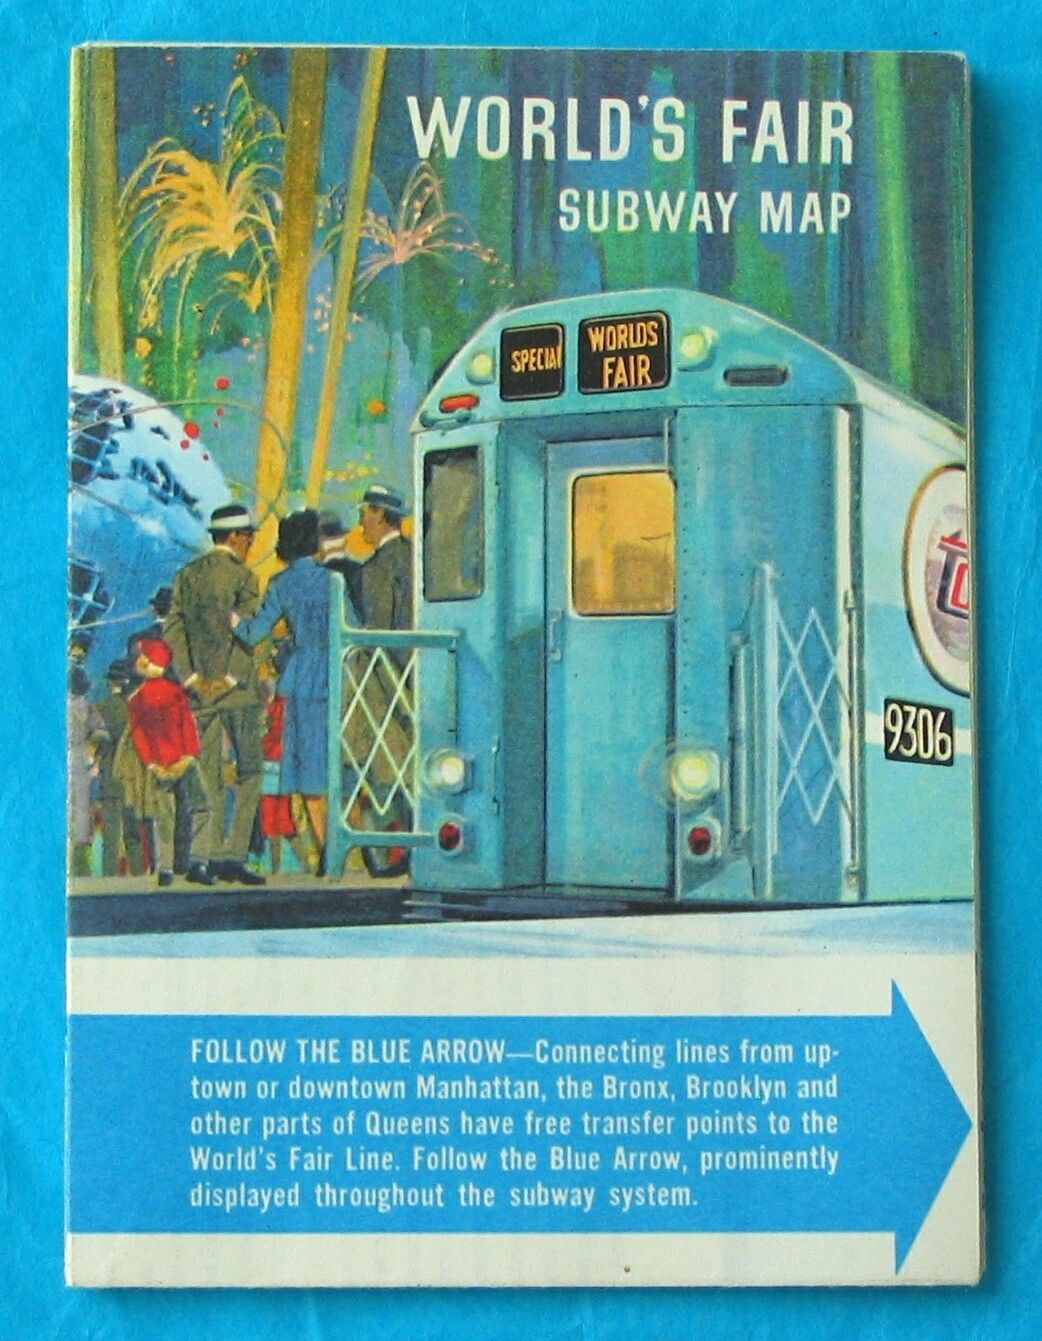 WORLD'S FAIR
SUBWAY MAP
SPECIAL
WORLDS
FAIR
9306
FOLLOW THE BLUE ARROW—Connecting lines from up-
town or downtown Manhattan, the Bronx, Brooklyn and
other parts of Queens have free transfer points to the
World's Fair Line. Follow the Blue Arrow, prominently
displayed throughout the subway system.